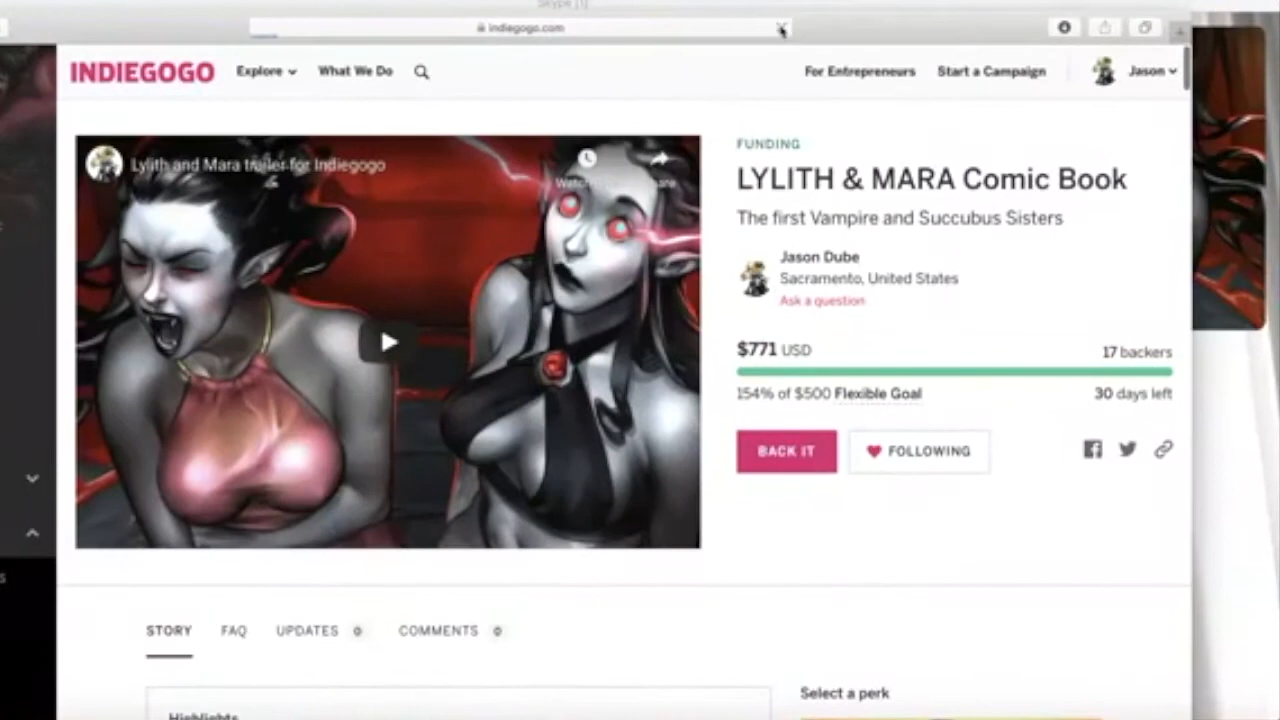 Skype [1]
indiegogo.com
INDIEGOGO
Explore
What We Do
For Entrepreneurs
Start a Campaign
Jason
Lylith and Mara trailer for Indiegogo
FUNDING
LYLITH & MARA Comic Book
The first Vampire and Succubus Sisters
Jason Dube
Sacramento, United States
Ask a question
$771 USD
17 backers
154% of $500 Flexible Goal
30 days left
BACK IT
FOLLOWING
STORY
FAQ
UPDATES 0
COMMENTS 0
Highlights
Select a perk